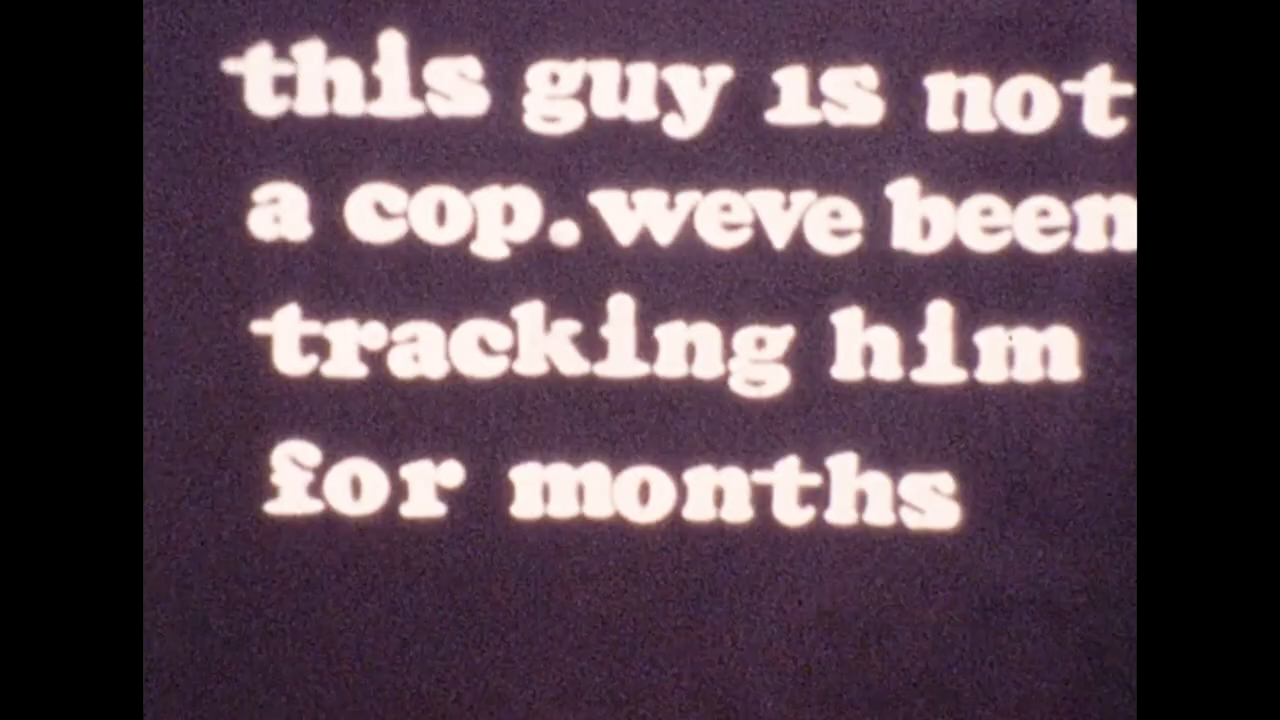 this guy is not
a cop. weve been
tracking him
for months